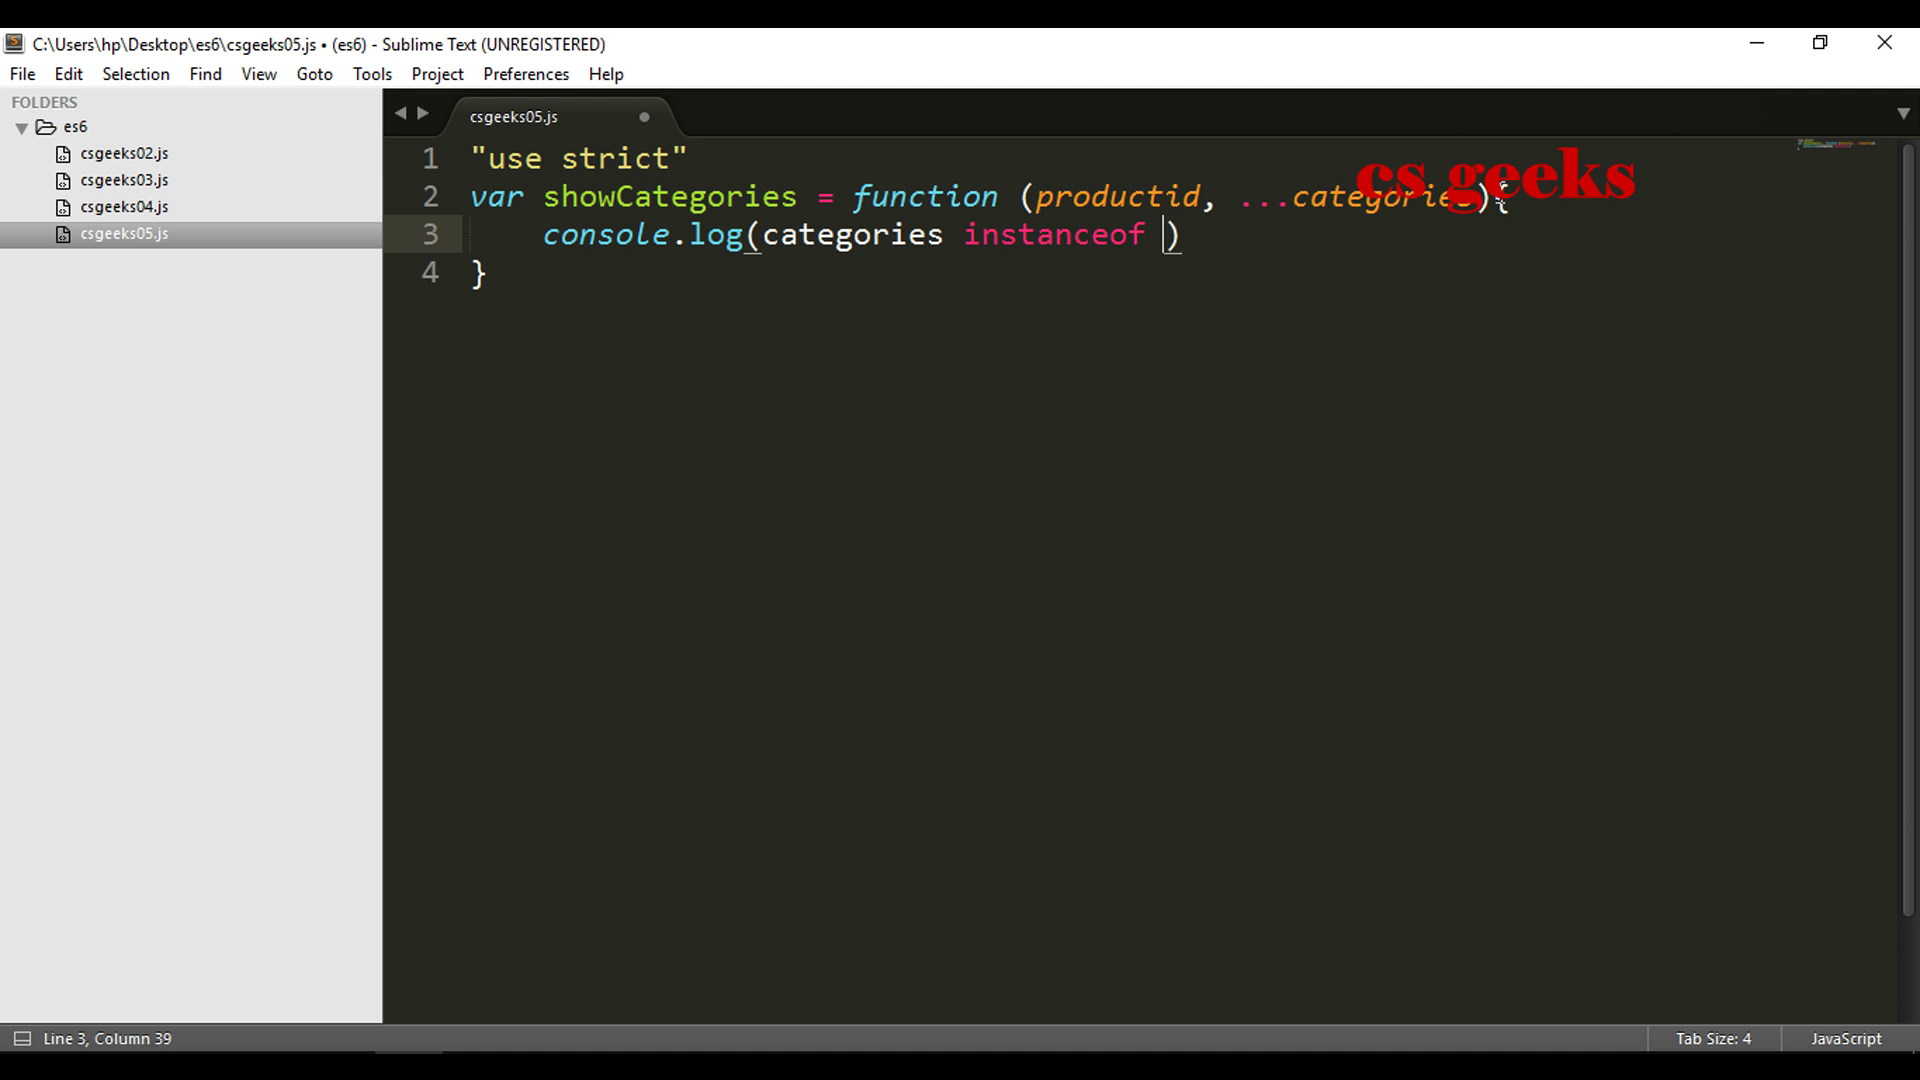 C:\Users\hp\Desktop\es6\csgeeks05.js • (es6) - Sublime Text (UNREGISTERED)
File Edit Selection Find View Goto Tools Project Preferences Help
FOLDERS
es6
csgeeks02.js
csgeeks03.js
csgeeks04.js
csgeeks05.js
csgeeks05.js
cs geeks
1 "use strict"
2 var showCategories = function (productid, ...categories){
3 console.log(categories instanceof )
4 }
Line 3, Column 39
Tab Size: 4
JavaScript